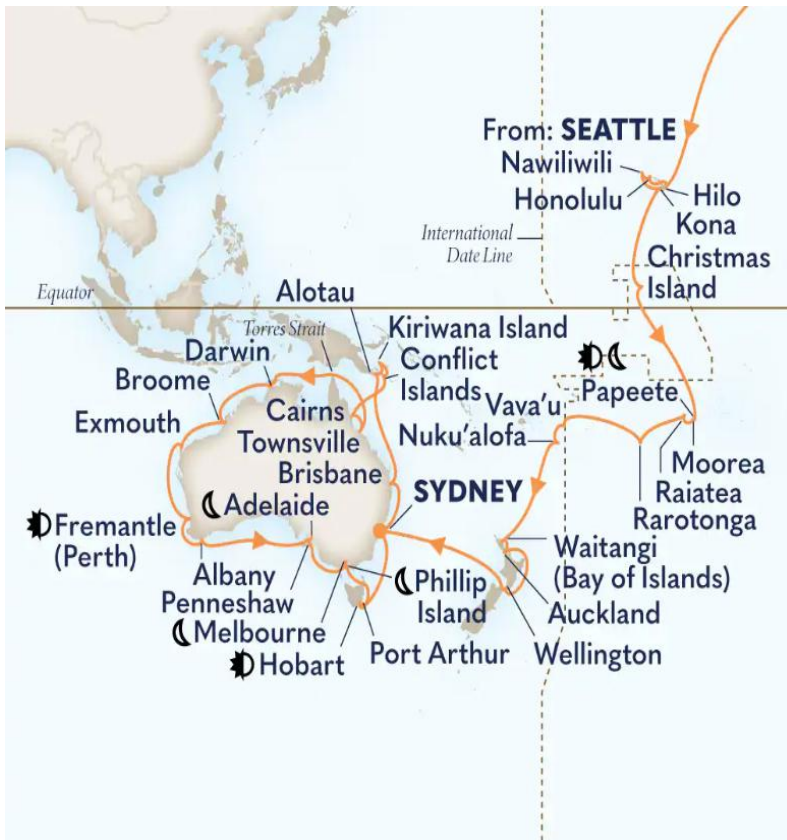 From: SEATTLE
Nawiliwili
Honolulu
Hilo
Kona
International
Date Line
Christmas
Island
Equator
Alotau
Torres Strait
Kiriwana Island
Darwin
Conflict
Islands
Broome
Papeete
Exmouth
Cairns
Vava'u
Townsville
Nuku'alofa
Brisbane
Moorea
Raiatea
Rarotonga
SYDNEY
Adelaide
Fremantle
(Perth)
Waitangi
(Bay of Islands)
Albany
Phillip
Island
Penneshaw
Auckland
Melbourne
Hobart
Port Arthur
Wellington